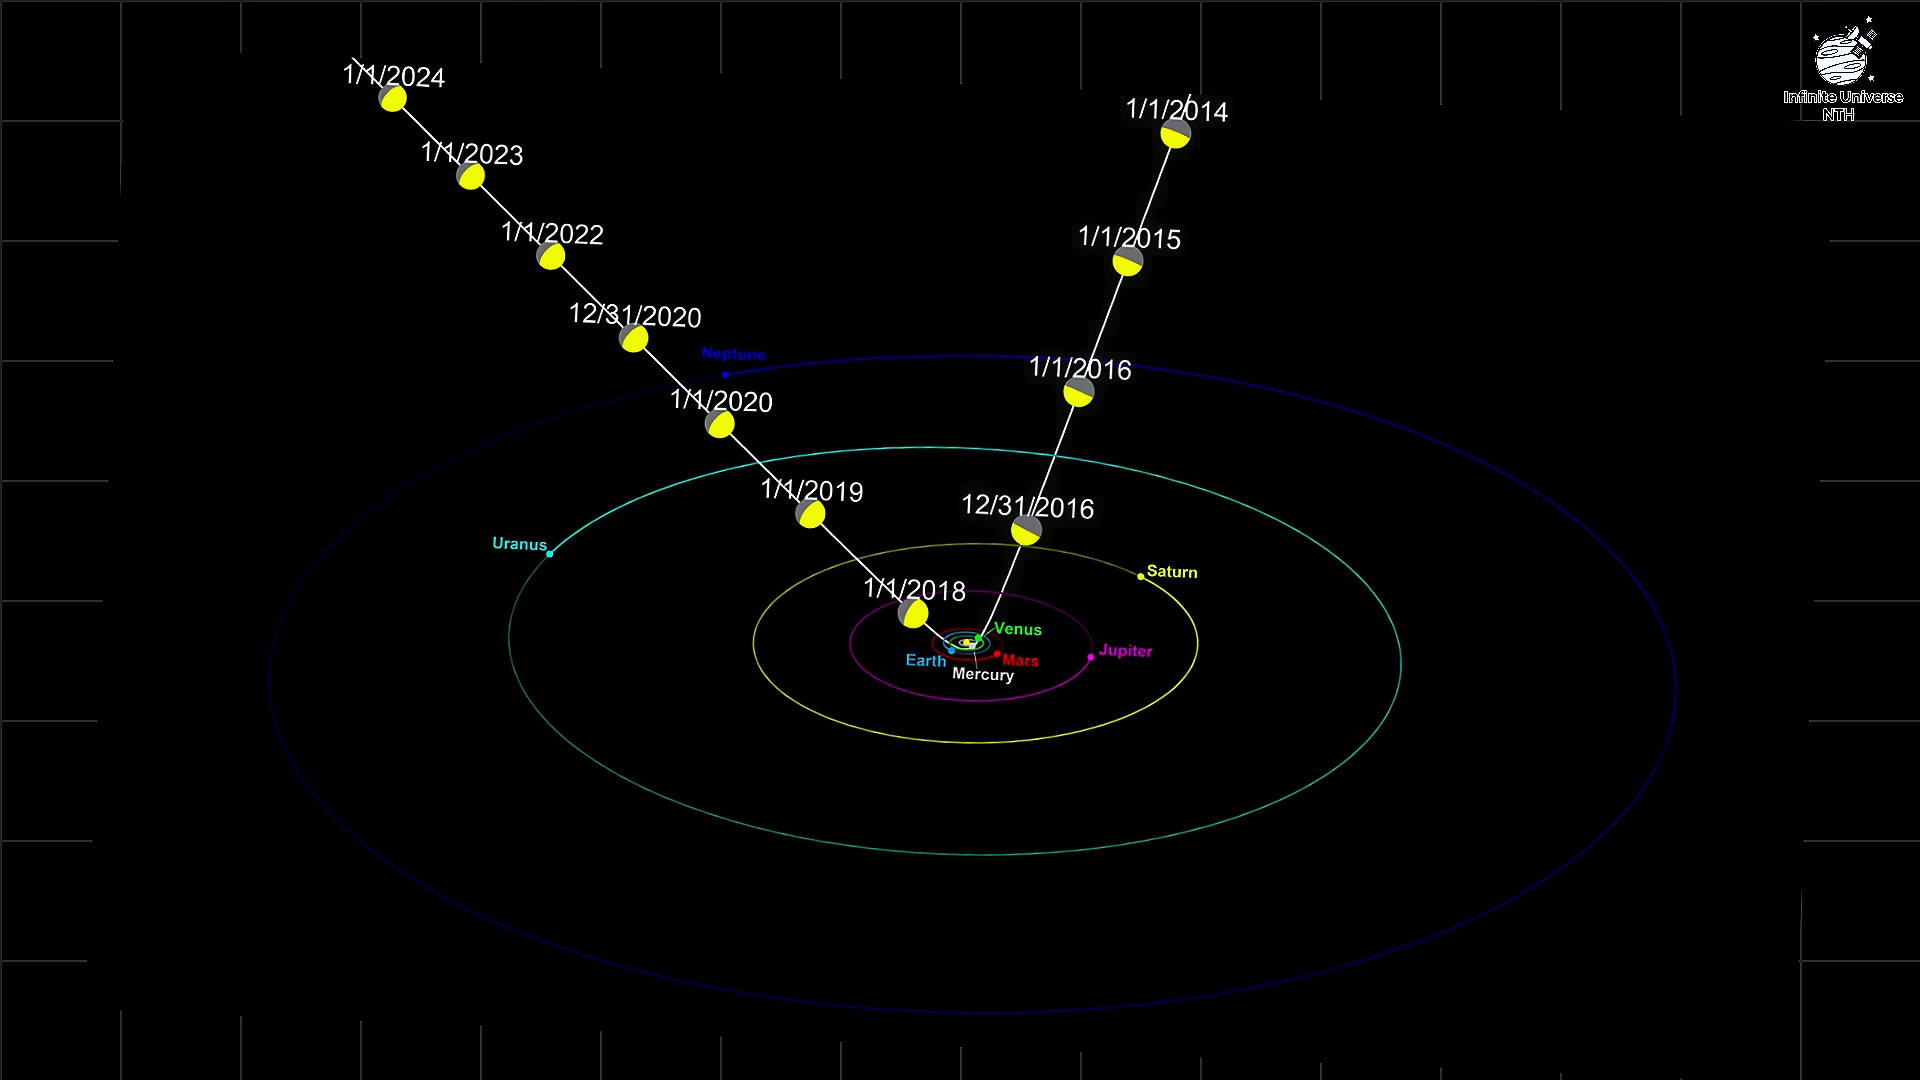 1/1/2024
Infinite Universe
NTH
1/1/2014
1/1/2023
1/1/2022
1/1/2015
12/31/2020
Neptune
1/1/2016
1/1/2020
1/1/2019
12/31/2016
Uranus
Saturn
1/1/2018
Venus
Jupiter
Earth
Mars
Mercury